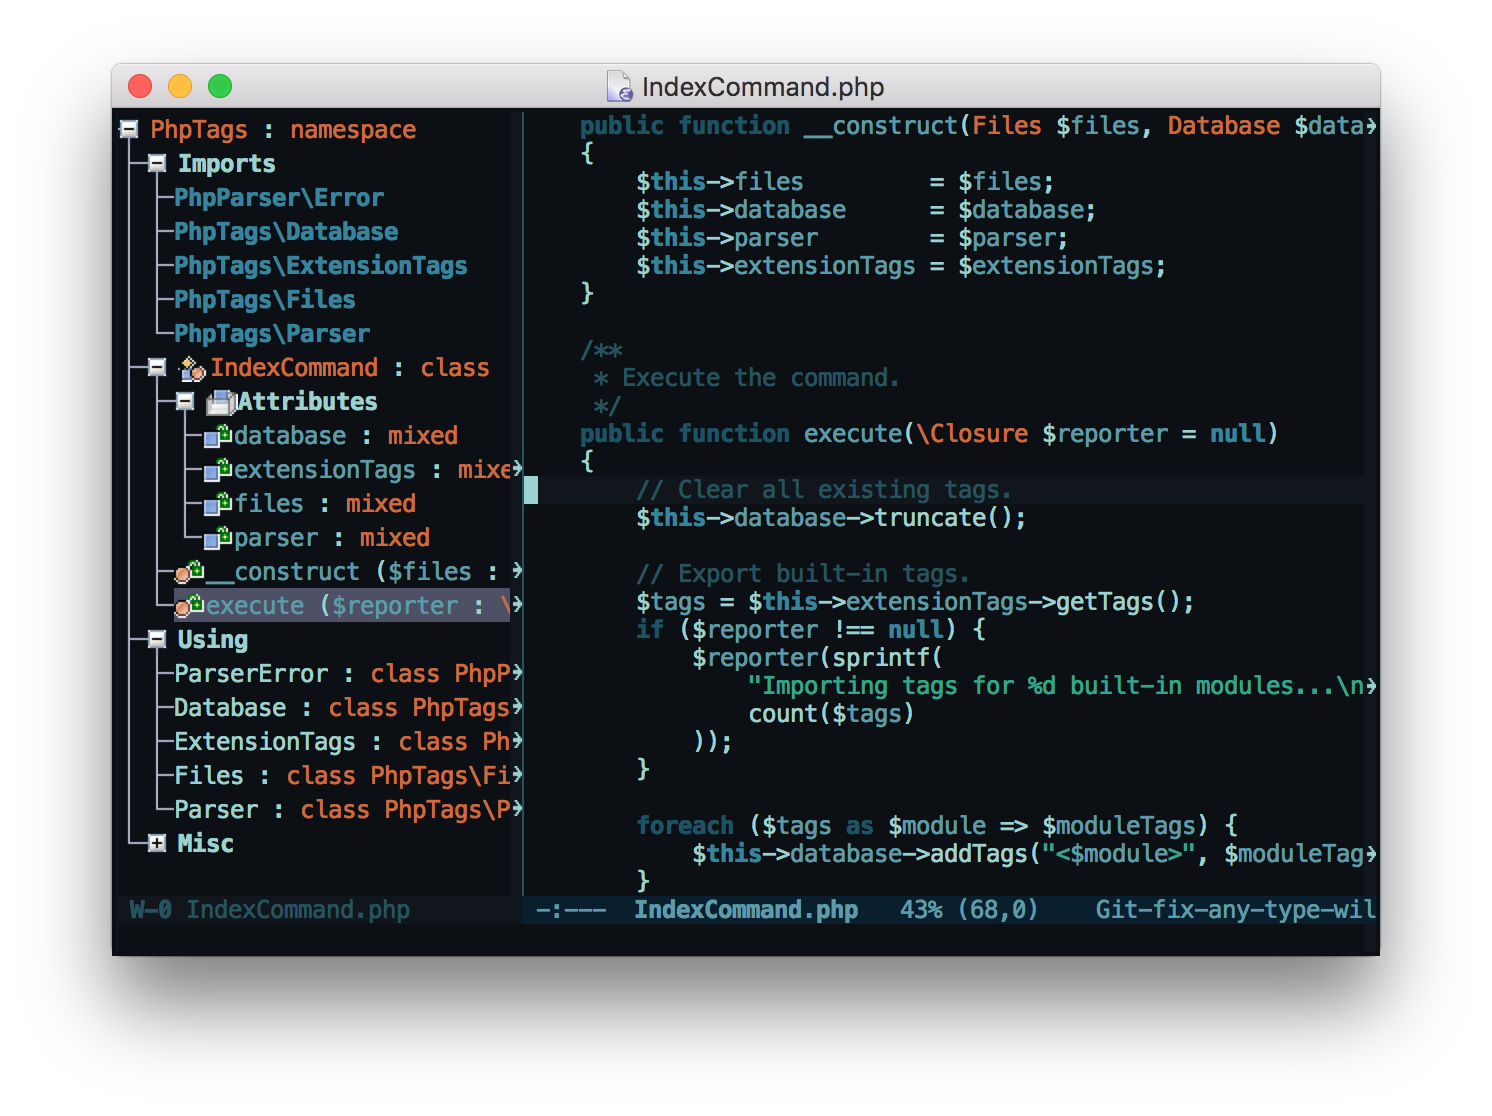 IndexCommand.php
PhpTags : namespace
Imports
PhpParser\Error
PhpTags\Database
PhpTags\ExtensionTags
PhpTags\Files
PhpTags\Parser
IndexCommand : class
Attributes
database : mixed
extensionTags : mixe
files : mixed
parser : mixed
__construct ($files :
execute ($reporter : \
Using
ParserError : class PhpP
Database : class PhpTags
ExtensionTags : class Ph
Files : class PhpTags\Fi
Parser : class PhpTags\P
Misc
W-0 IndexCommand.php
public function __construct(Files $files, Database $data
{
$this->files        = $files;
$this->database     = $database;
$this->parser       = $parser;
$this->extensionTags = $extensionTags;
}
/**
* Execute the command.
*/
public function execute(\Closure $reporter = null)
{
// Clear all existing tags.
$this->database->truncate();
// Export built-in tags.
$tags = $this->extensionTags->getTags();
if ($reporter !== null) {
$reporter(sprintf(
"Importing tags for %d built-in modules...\n
count($tags)
));
}
foreach ($tags as $module => $moduleTags) {
$this->database->addTags("<$module>", $moduleTag
}
-:--- IndexCommand.php 43% (68,0) Git-fix-any-type-wil